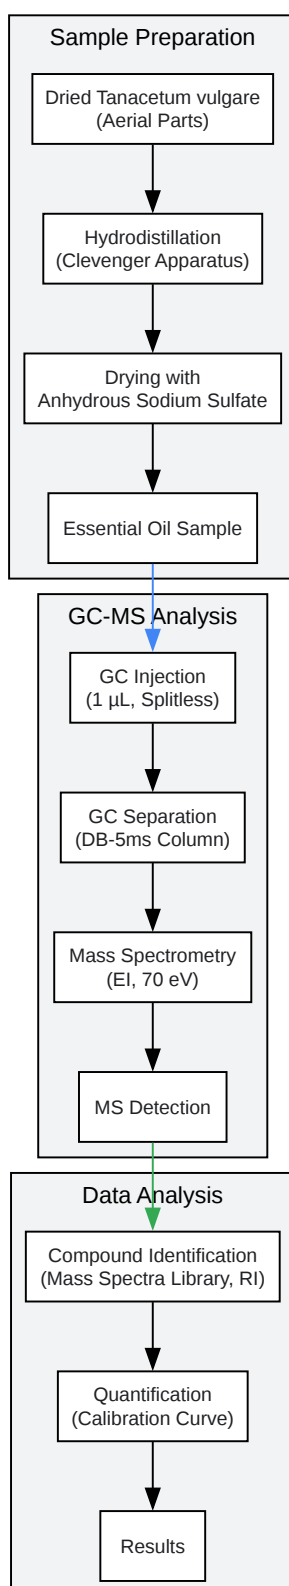 Sample Preparation
Dried Tanacetum vulgare
(Aerial Parts)
Hydrodistillation
(Clevenger Apparatus)
Drying with
Anhydrous Sodium Sulfate
Essential Oil Sample
GC-MS Analysis
GC Injection
(1 µL, Splitless)
GC Separation
(DB-5ms Column)
Mass Spectrometry
(EI, 70 eV)
MS Detection
Data Analysis
Compound Identification
(Mass Spectra Library, RI)
Quantification
(Calibration Curve)
Results